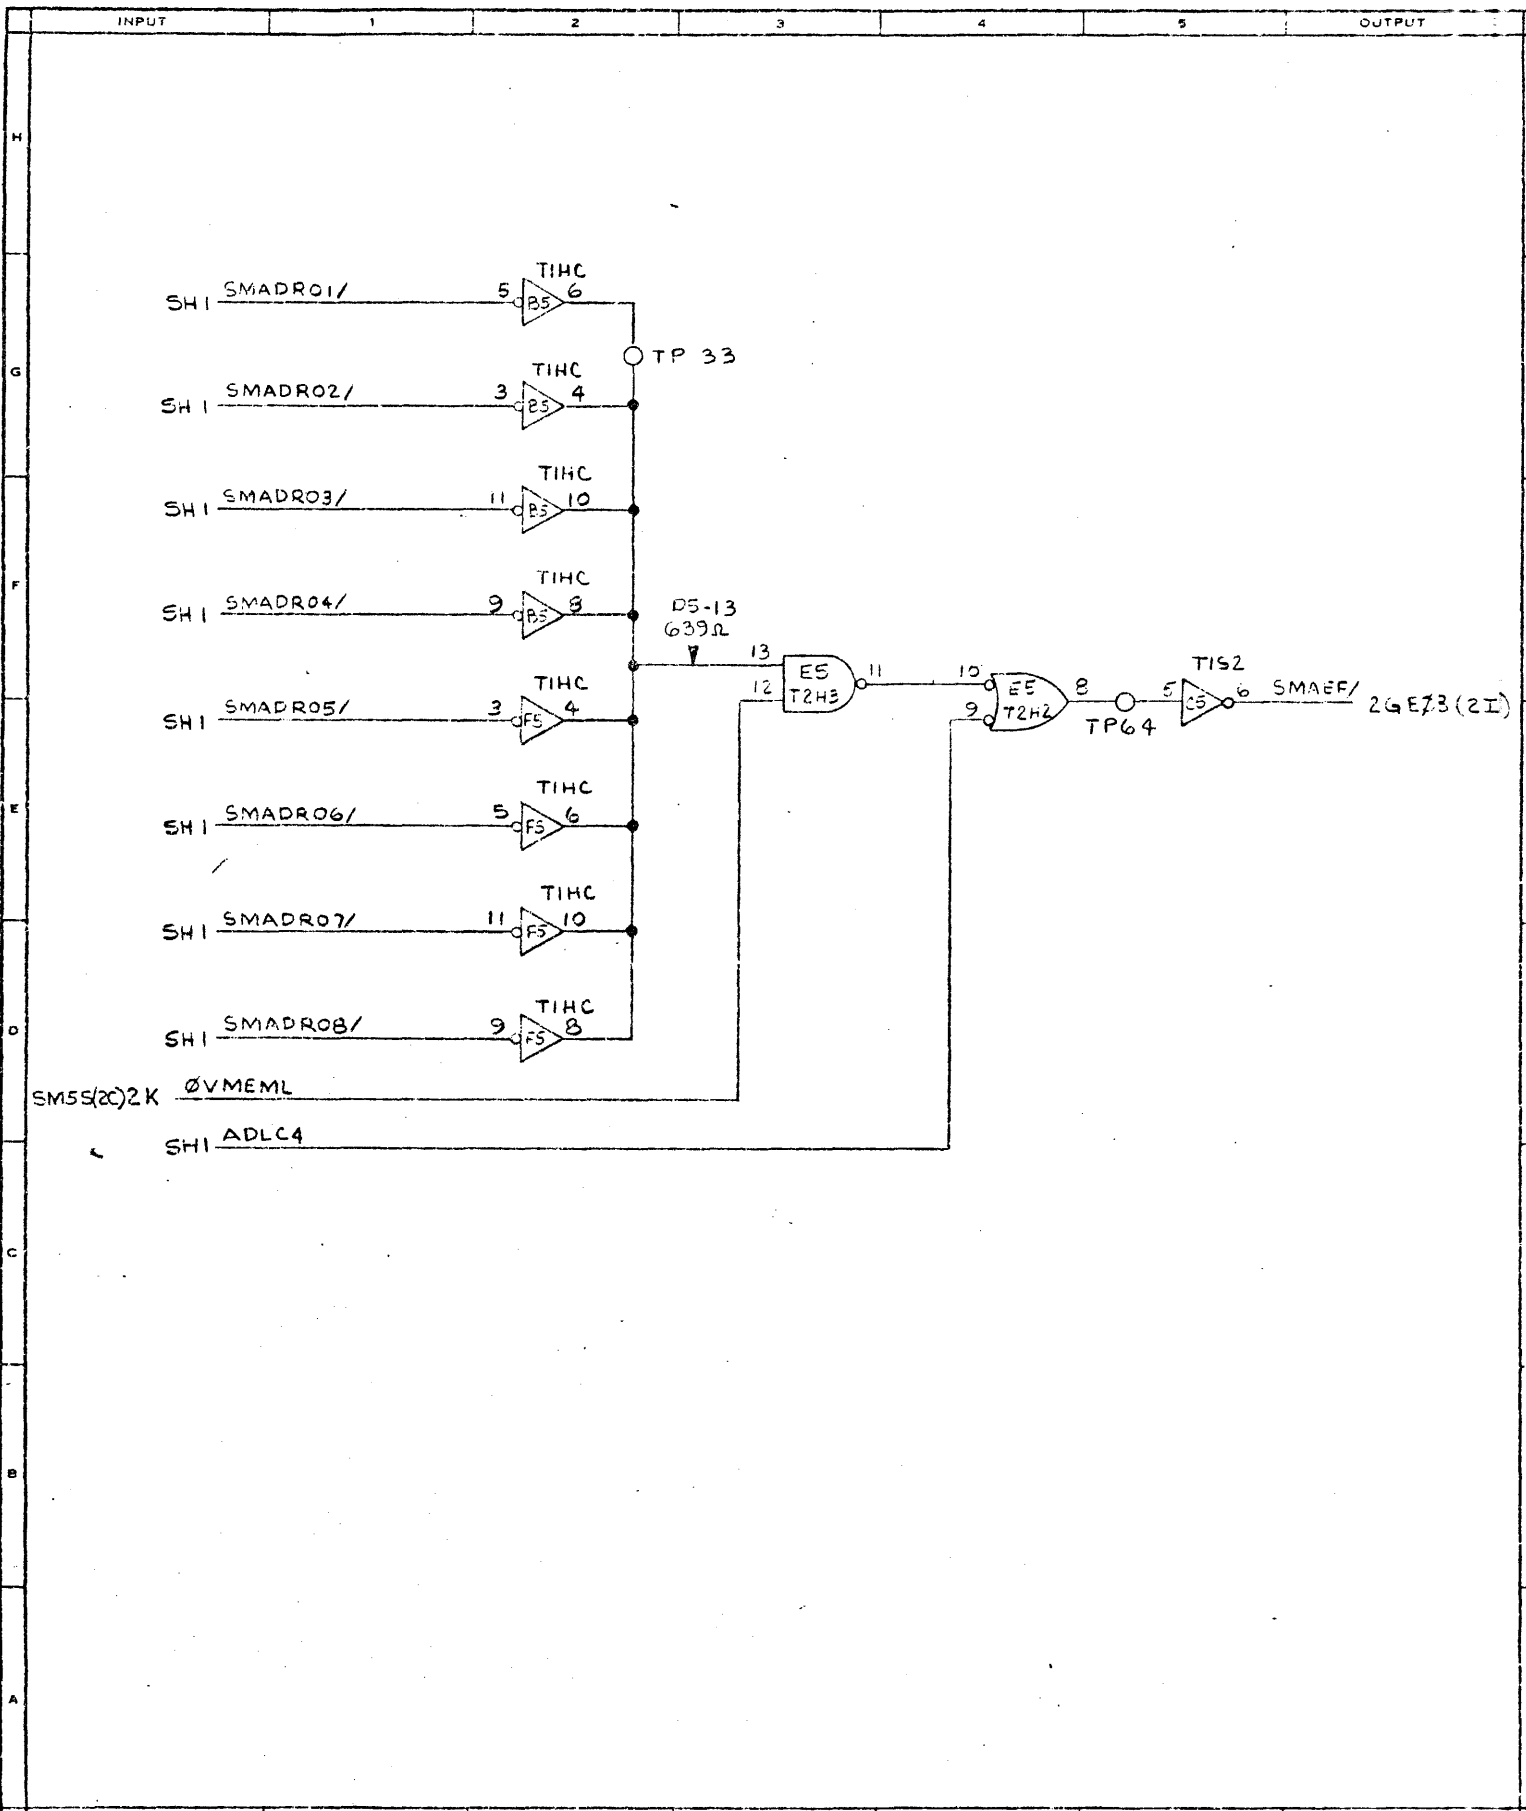 INPUT 1 2 3 4 5 OUTPUT
H
TIHC
SH1 SMADR01/ 5 B5 6
TP 33
G
TIHC
SH1 SMADR02/ 3 B5 4
TIHC
SH1 SMADR03/ 11 B5 10
F
TIHC
SH1 SMADR04/ 9 B5 8
D5-13
639Ω
13 E5 11
12 T2H3
10 E5 8
9 T2H2
TP64
TIS2
5 C5 6 SMAEF/
2GEZ3(2I)
TIHC
SH1 SMADR05/ 3 F5 4
E
TIHC
SH1 SMADR06/ 5 F5 6
TIHC
SH1 SMADR07/ 11 F5 10
D
TIHC
SH1 SMADR08/ 9 F5 8
SM5S(2C)2K ØVMEML
SH1 ADLC4
C
B
A